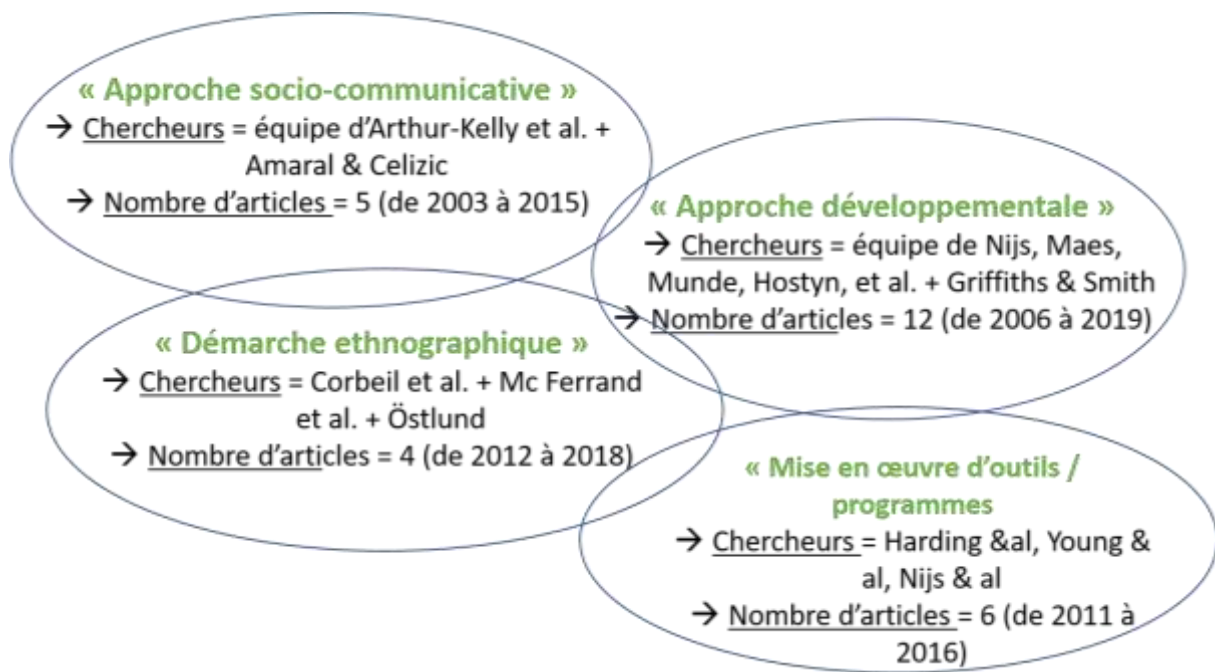 « Approche socio-communicative »
→ Chercheurs = équipe d'Arthur-Kelly et al. +
Amaral & Celizic
→ Nombre d'articles = 5 (de 2003 à 2015)
« Approche développementale »
→ Chercheurs = équipe de Nijs, Maes,
Munde, Hostyn, et al. + Griffiths & Smith
→ Nombre d'articles = 12 (de 2006 à 2019)
« Démarche ethnographique »
→ Chercheurs = Corbeil et al. + Mc Ferrand
et al. + Östlund
→ Nombre d'articles = 4 (de 2012 à 2018)
« Mise en œuvre d'outils /
programmes
→ Chercheurs = Harding &al, Young &
al, Nijs & al
→ Nombre d'articles = 6 (de 2011 à
2016)